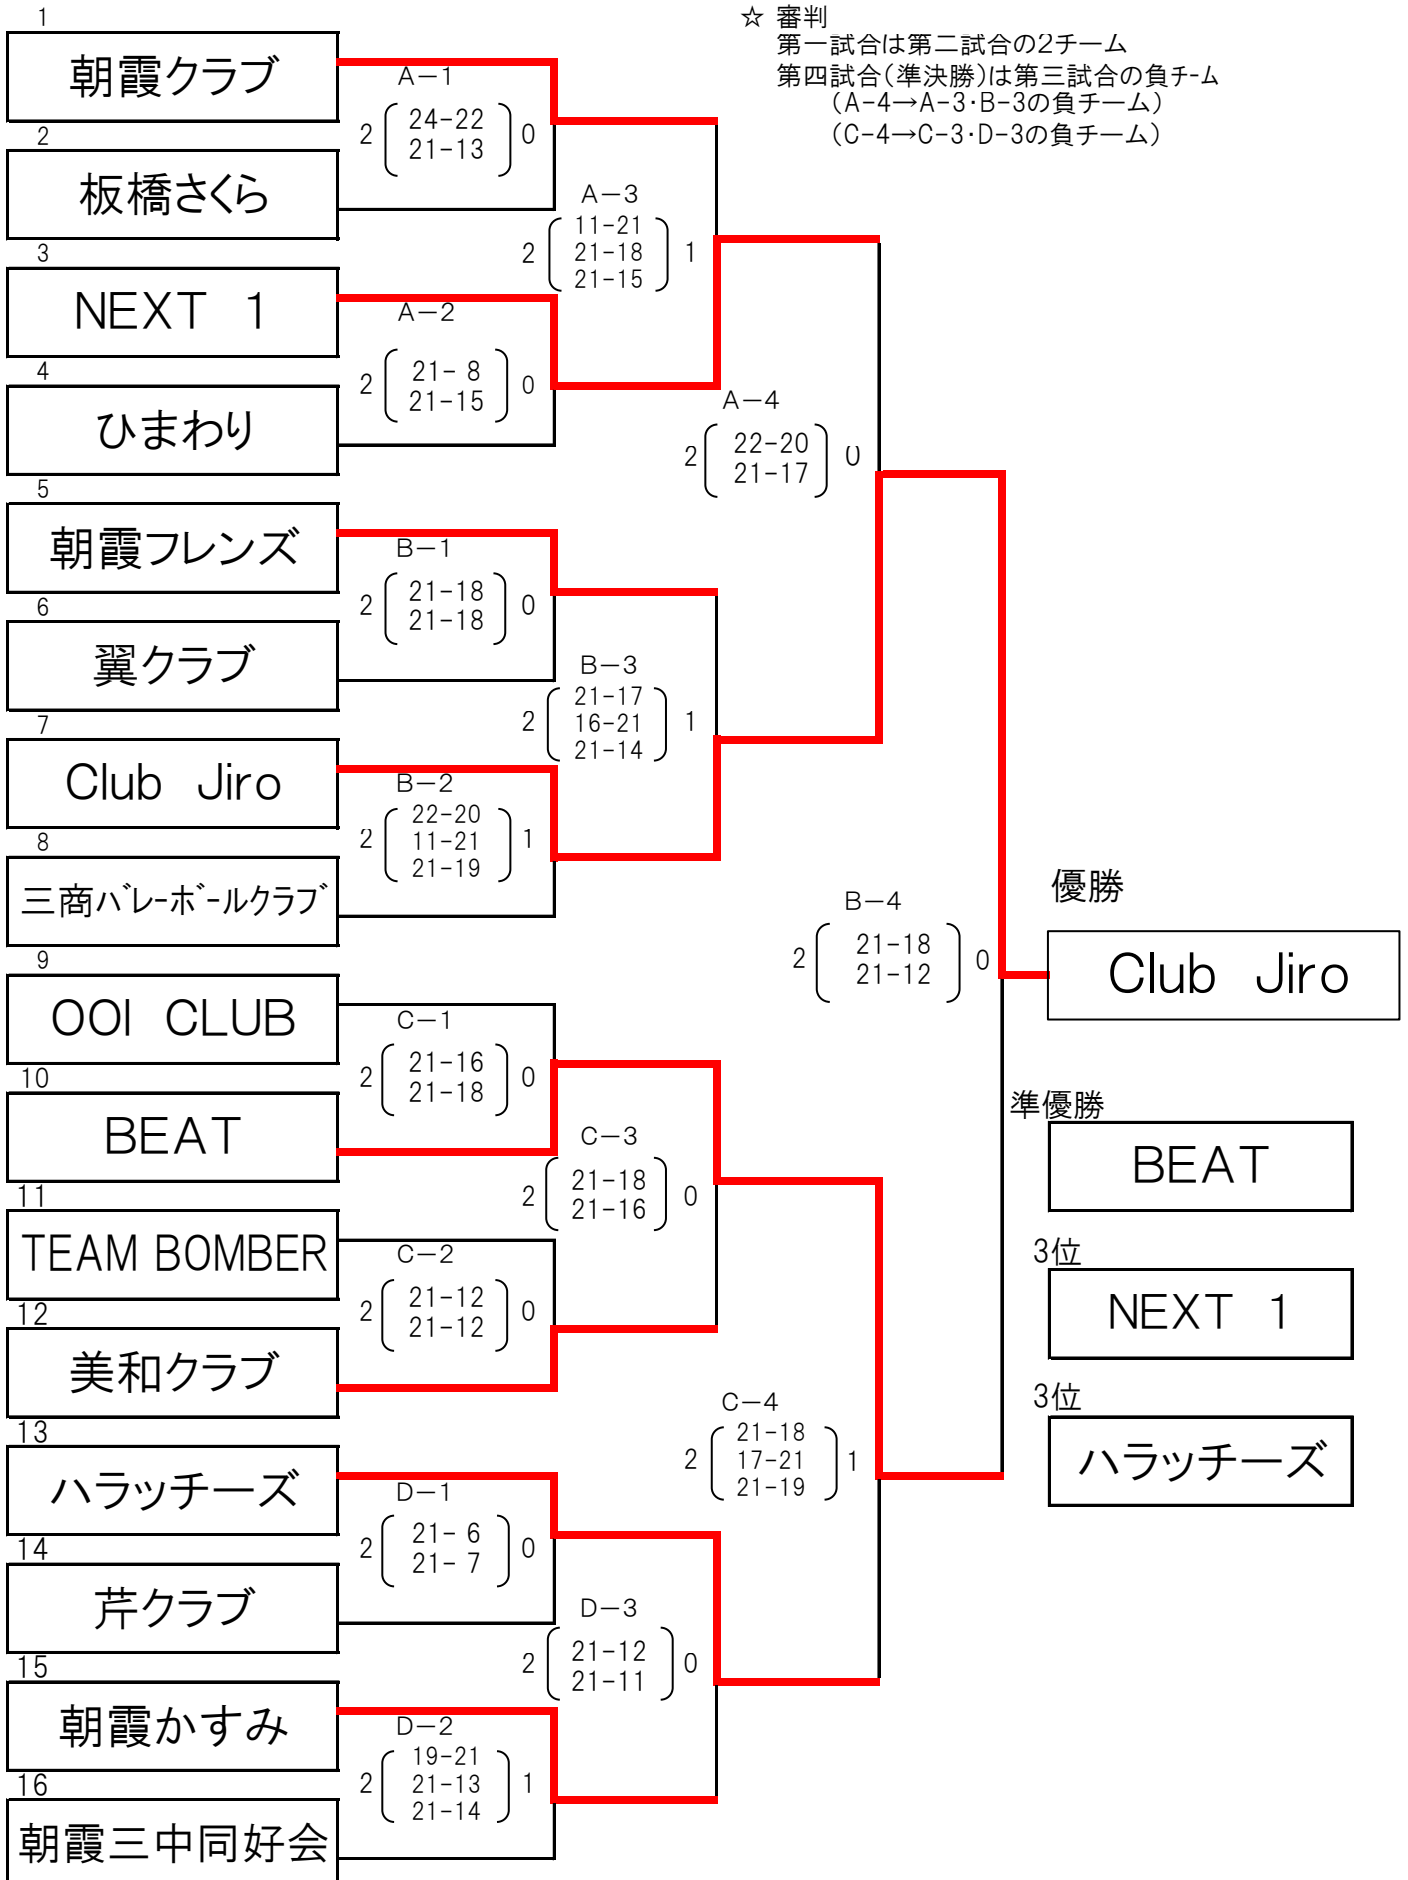 ☆ 審判
第一試合は第二試合の2チーム
第四試合(準決勝)は第三試合の負チーム
(A-4→A-3・B-3の負チーム)
(C-4→C-3・D-3の負チーム)
1
朝霞クラブ
A-1
2 24-22 0
21-13
2
板橋さくら
A-3
11-21
2 21-18 1
21-15
3
NEXT 1
A-2
2 21- 8 0
21-15
4
ひまわり
A-4
2 22-20 0
21-17
5
朝霞フレンズ
B-1
2 21-18 0
21-18
6
翼クラブ
B-3
21-17
2 16-21 1
21-14
7
Club Jiro
B-2
22-20
2 11-21 1
21-19
8
三商バレーボールクラブ
優勝
Club Jiro
B-4
2 21-18 0
21-12
9
OOI CLUB
C-1
2 21-16 0
21-18
10
BEAT
準優勝
BEAT
C-3
2 21-18 0
21-16
11
TEAM BOMBER
C-2
2 21-12 0
21-12
3位
NEXT 1
12
美和クラブ
3位
ハラッチーズ
C-4
21-18
2 17-21 1
21-19
13
ハラッチーズ
D-1
2 21- 6 0
21- 7
14
芹クラブ
D-3
2 21-12 0
21-11
15
朝霞かすみ
D-2
19-21
2 21-13 1
21-14
16
朝霞三中同好会